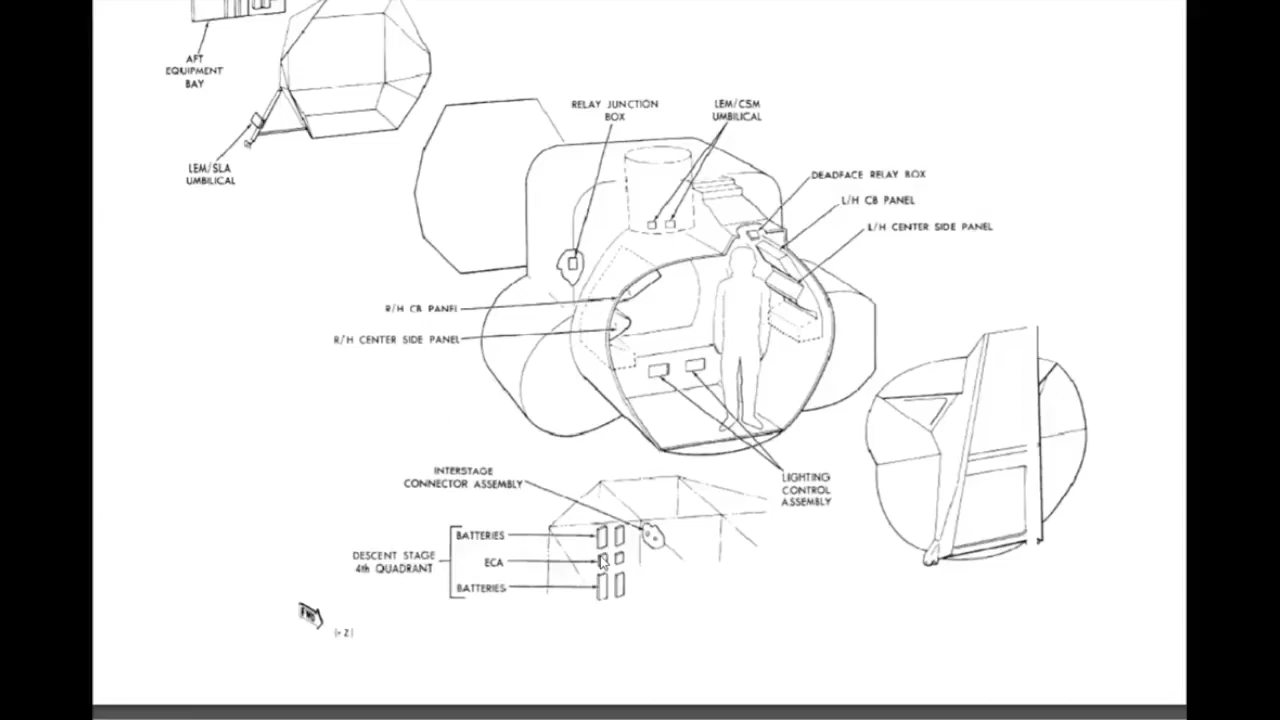 AFT
EQUIPMENT
BAY
LEM/SLA
UMBILICAL
RELAY JUNCTION
BOX
LEM/CSM
UMBILICAL
DEADFACE RELAY BOX
L/H CB PANEL
L/H CENTER SIDE PANEL
R/H CB PANEL
R/H CENTER SIDE PANEL
INTERSTAGE
CONNECTOR ASSEMBLY
LIGHTING
CONTROL
ASSEMBLY
DESCENT STAGE
4th QUADRANT
BATTERIES
ECA
BATTERIES
FWD
(+Z)